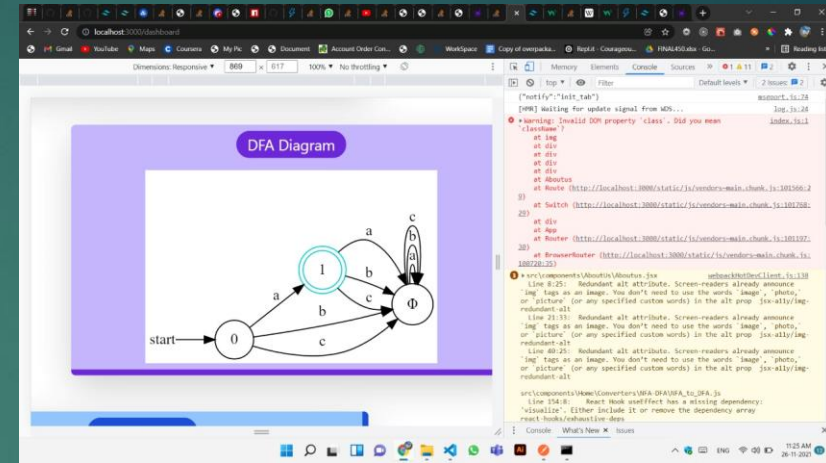 localhost:3000/dashboard
Gmail
YouTube
Maps
Coursera
My Pic
Document
Account Order Con...
WorkSpace
Copy of overpacka...
Replit - Courageou...
FINAL450.xlsx - Go...
Reading list
Dimensions: Responsive ▼ 869 × 617 100% ▼ No throttling ▼
Memory Elements Console Sources » 1 11 2
top ▼ Filter Default levels ▼ 2 Issues: 2
{"notify":"init_tab"}
[HMR] Waiting for update signal from WDS... log.js:24
Warning: Invalid DOM property `class`. Did you mean index.js:1
`className`?
at img
at div
at div
at div
at div
at Aboutus
at Route (http://localhost:3000/static/js/vendors~main.chunk.js:101566:2
9)
at Switch (http://localhost:3000/static/js/vendors~main.chunk.js:101768:
29)
at div
at App
at Router (http://localhost:3000/static/js/vendors~main.chunk.js:101197:
30)
at BrowserRouter (http://localhost:3000/static/js/vendors~main.chunk.js:
100720:35)
src\components\AboutUs\Aboutus.jsx webpackHotDevClient.js:138
Line 8:25: Redundant alt attribute. Screen-readers already announce
`img` tags as an image. You don't need to use the words `image`, `photo,`
or `picture` (or any specified custom words) in the alt prop jsx-a11y/img-
redundant-alt
Line 21:33: Redundant alt attribute. Screen-readers already announce
`img` tags as an image. You don't need to use the words `image`, `photo,`
or `picture` (or any specified custom words) in the alt prop jsx-a11y/img-
redundant-alt
Line 40:25: Redundant alt attribute. Screen-readers already announce
`img` tags as an image. You don't need to use the words `image`, `photo,`
or `picture` (or any specified custom words) in the alt prop jsx-a11y/img-
redundant-alt
src\components\Home\Converters\NFA-DFA\NFA_to_DFA.js
Line 154:8: React Hook useEffect has a missing dependency:
'visualize'. Either include it or remove the dependency array
react-hooks/exhaustive-deps
DFA Diagram
c
b
a
a
1
b
c
a
Φ
b
start
0
c
Console What's New × Issues
ENG
11:25 AM
26-11-2021